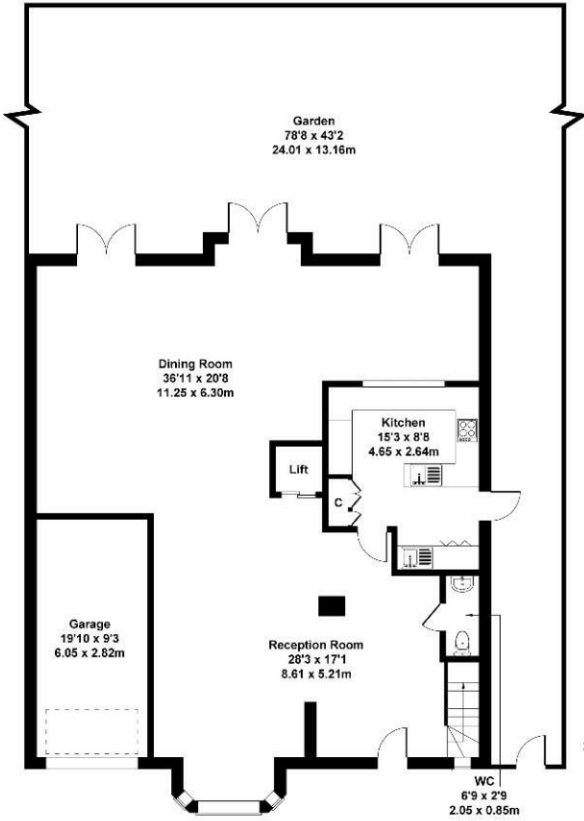 Garden
78'8 x 43'2
24.01 x 13.16m
Dining Room
36'11 x 20'8
11.25 x 6.30m
Kitchen
15'3 x 8'8
4.65 x 2.64m
Lift
C
Garage
19'10 x 9'3
6.05 x 2.82m
Reception Room
28'3 x 17'1
8.61 x 5.21m
WC
6'9 x 2'9
2.05 x 0.85m